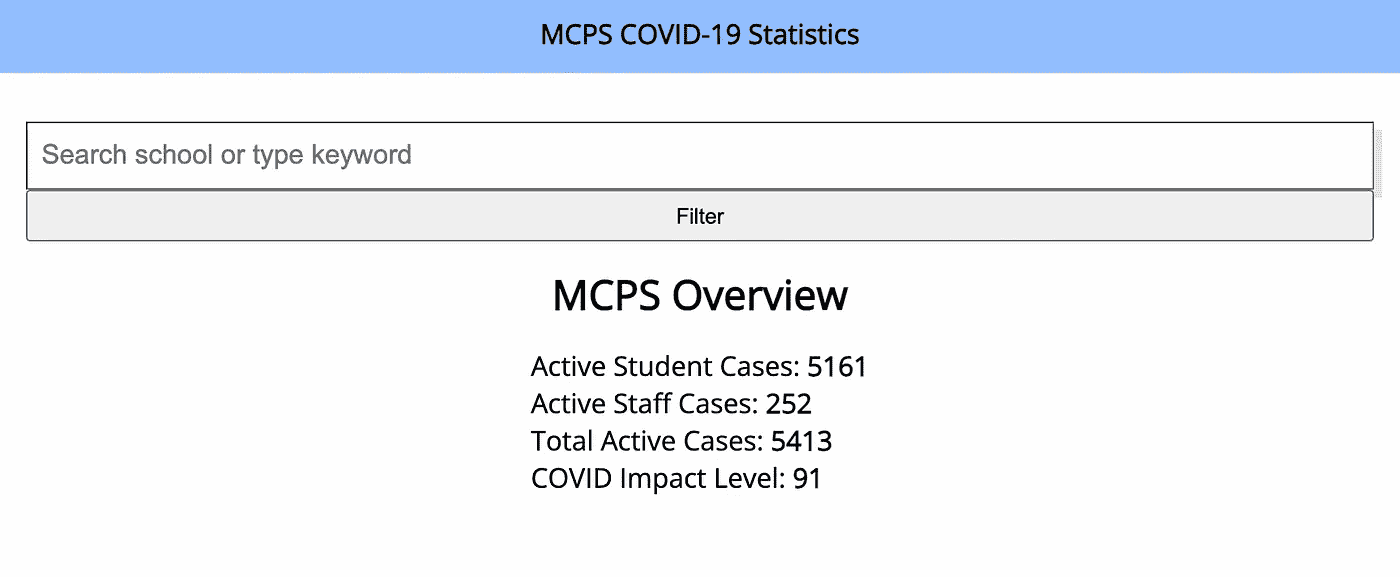 MCPS COVID-19 Statistics
Search school or type keyword
Filter
MCPS Overview
Active Student Cases: 5161
Active Staff Cases: 252
Total Active Cases: 5413
COVID Impact Level: 91